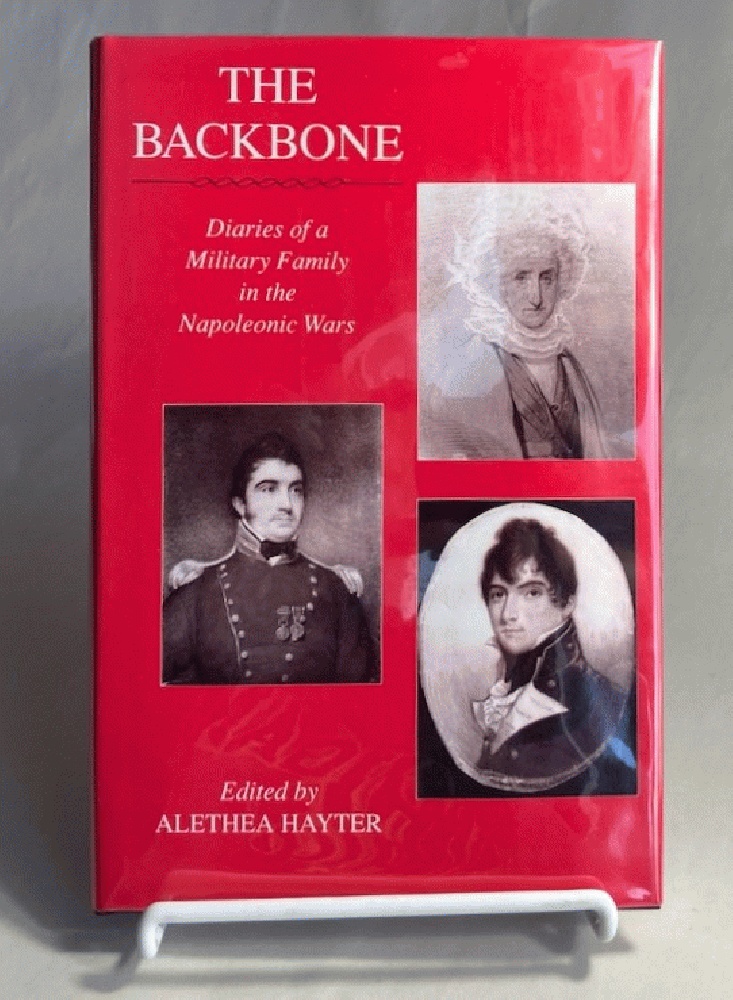 THE
BACKBONE
Diaries of a
Military Family
in the
Napoleonic Wars
Edited by
ALETHEA HAYTER